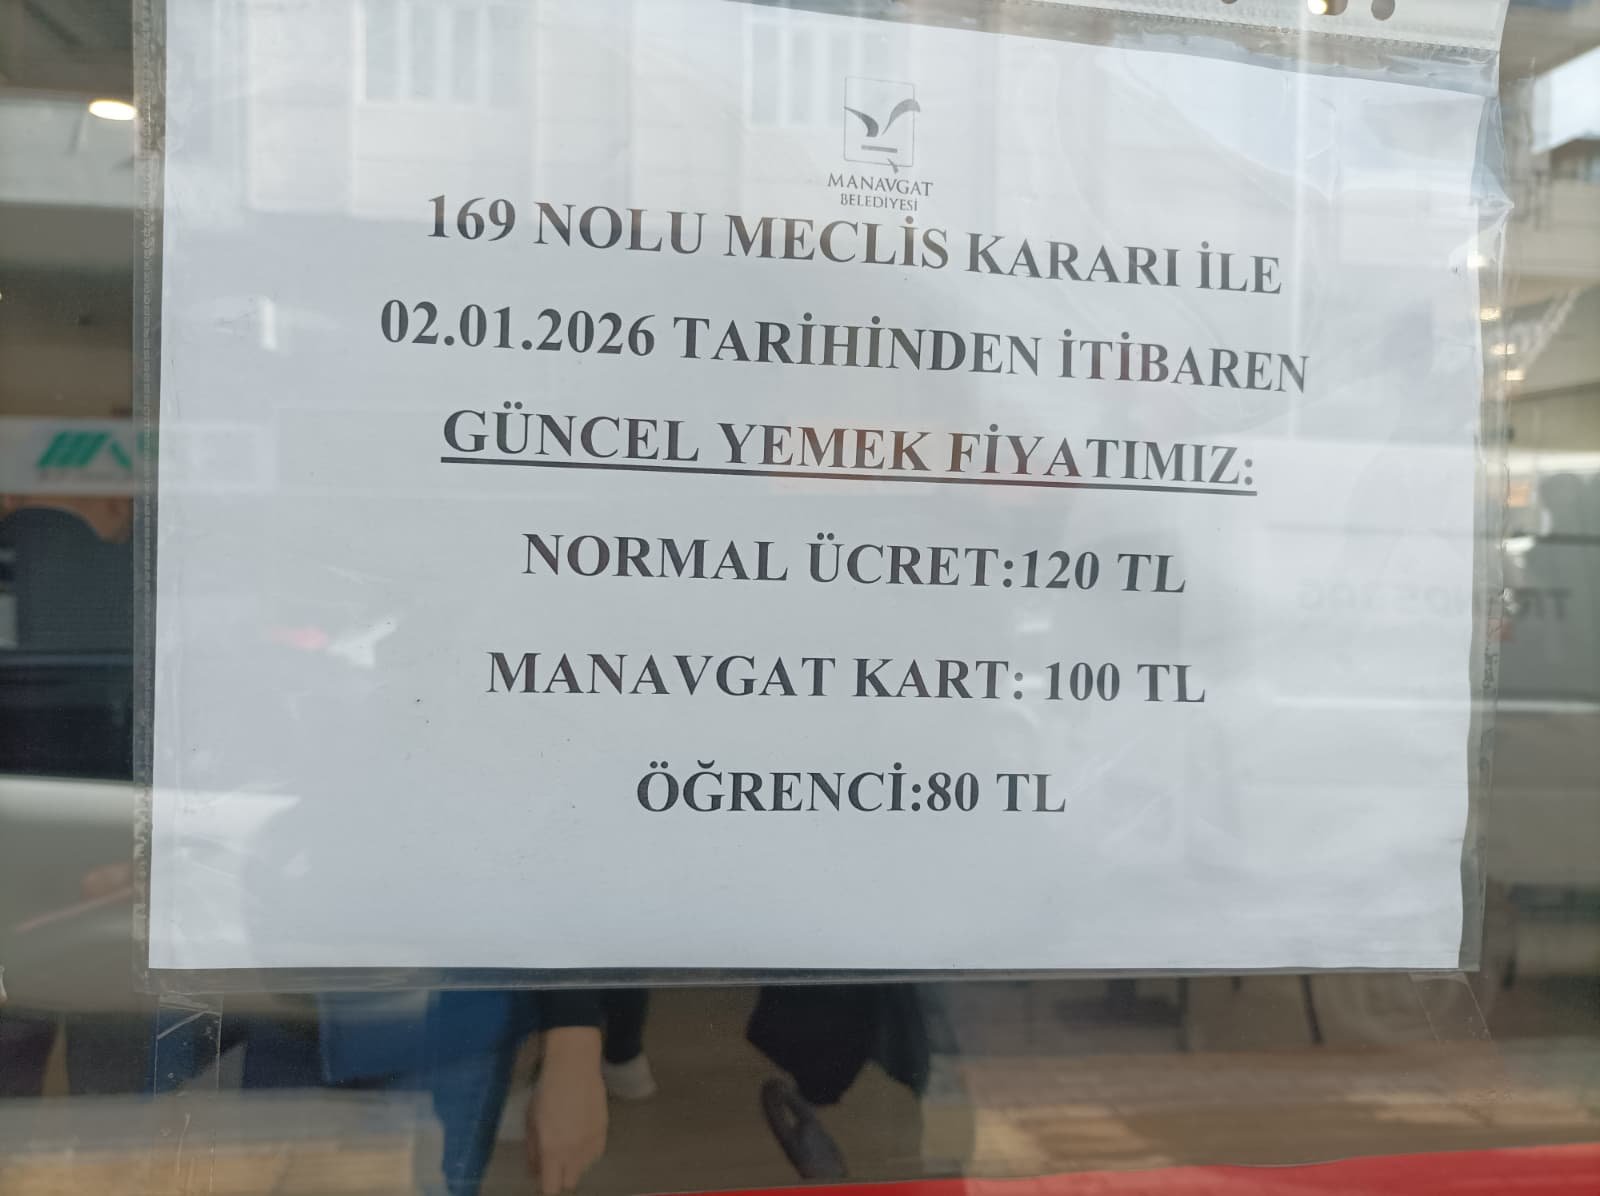 MANAVGAT
BELEDİYESİ
169 NOLU MECLİS KARARI İLE
02.01.2026 TARİHİNDEN İTİBAREN
GÜNCEL YEMEK FİYATIMIZ:
NORMAL ÜCRET:120 TL
MANAVGAT KART: 100 TL
ÖĞRENCİ:80 TL